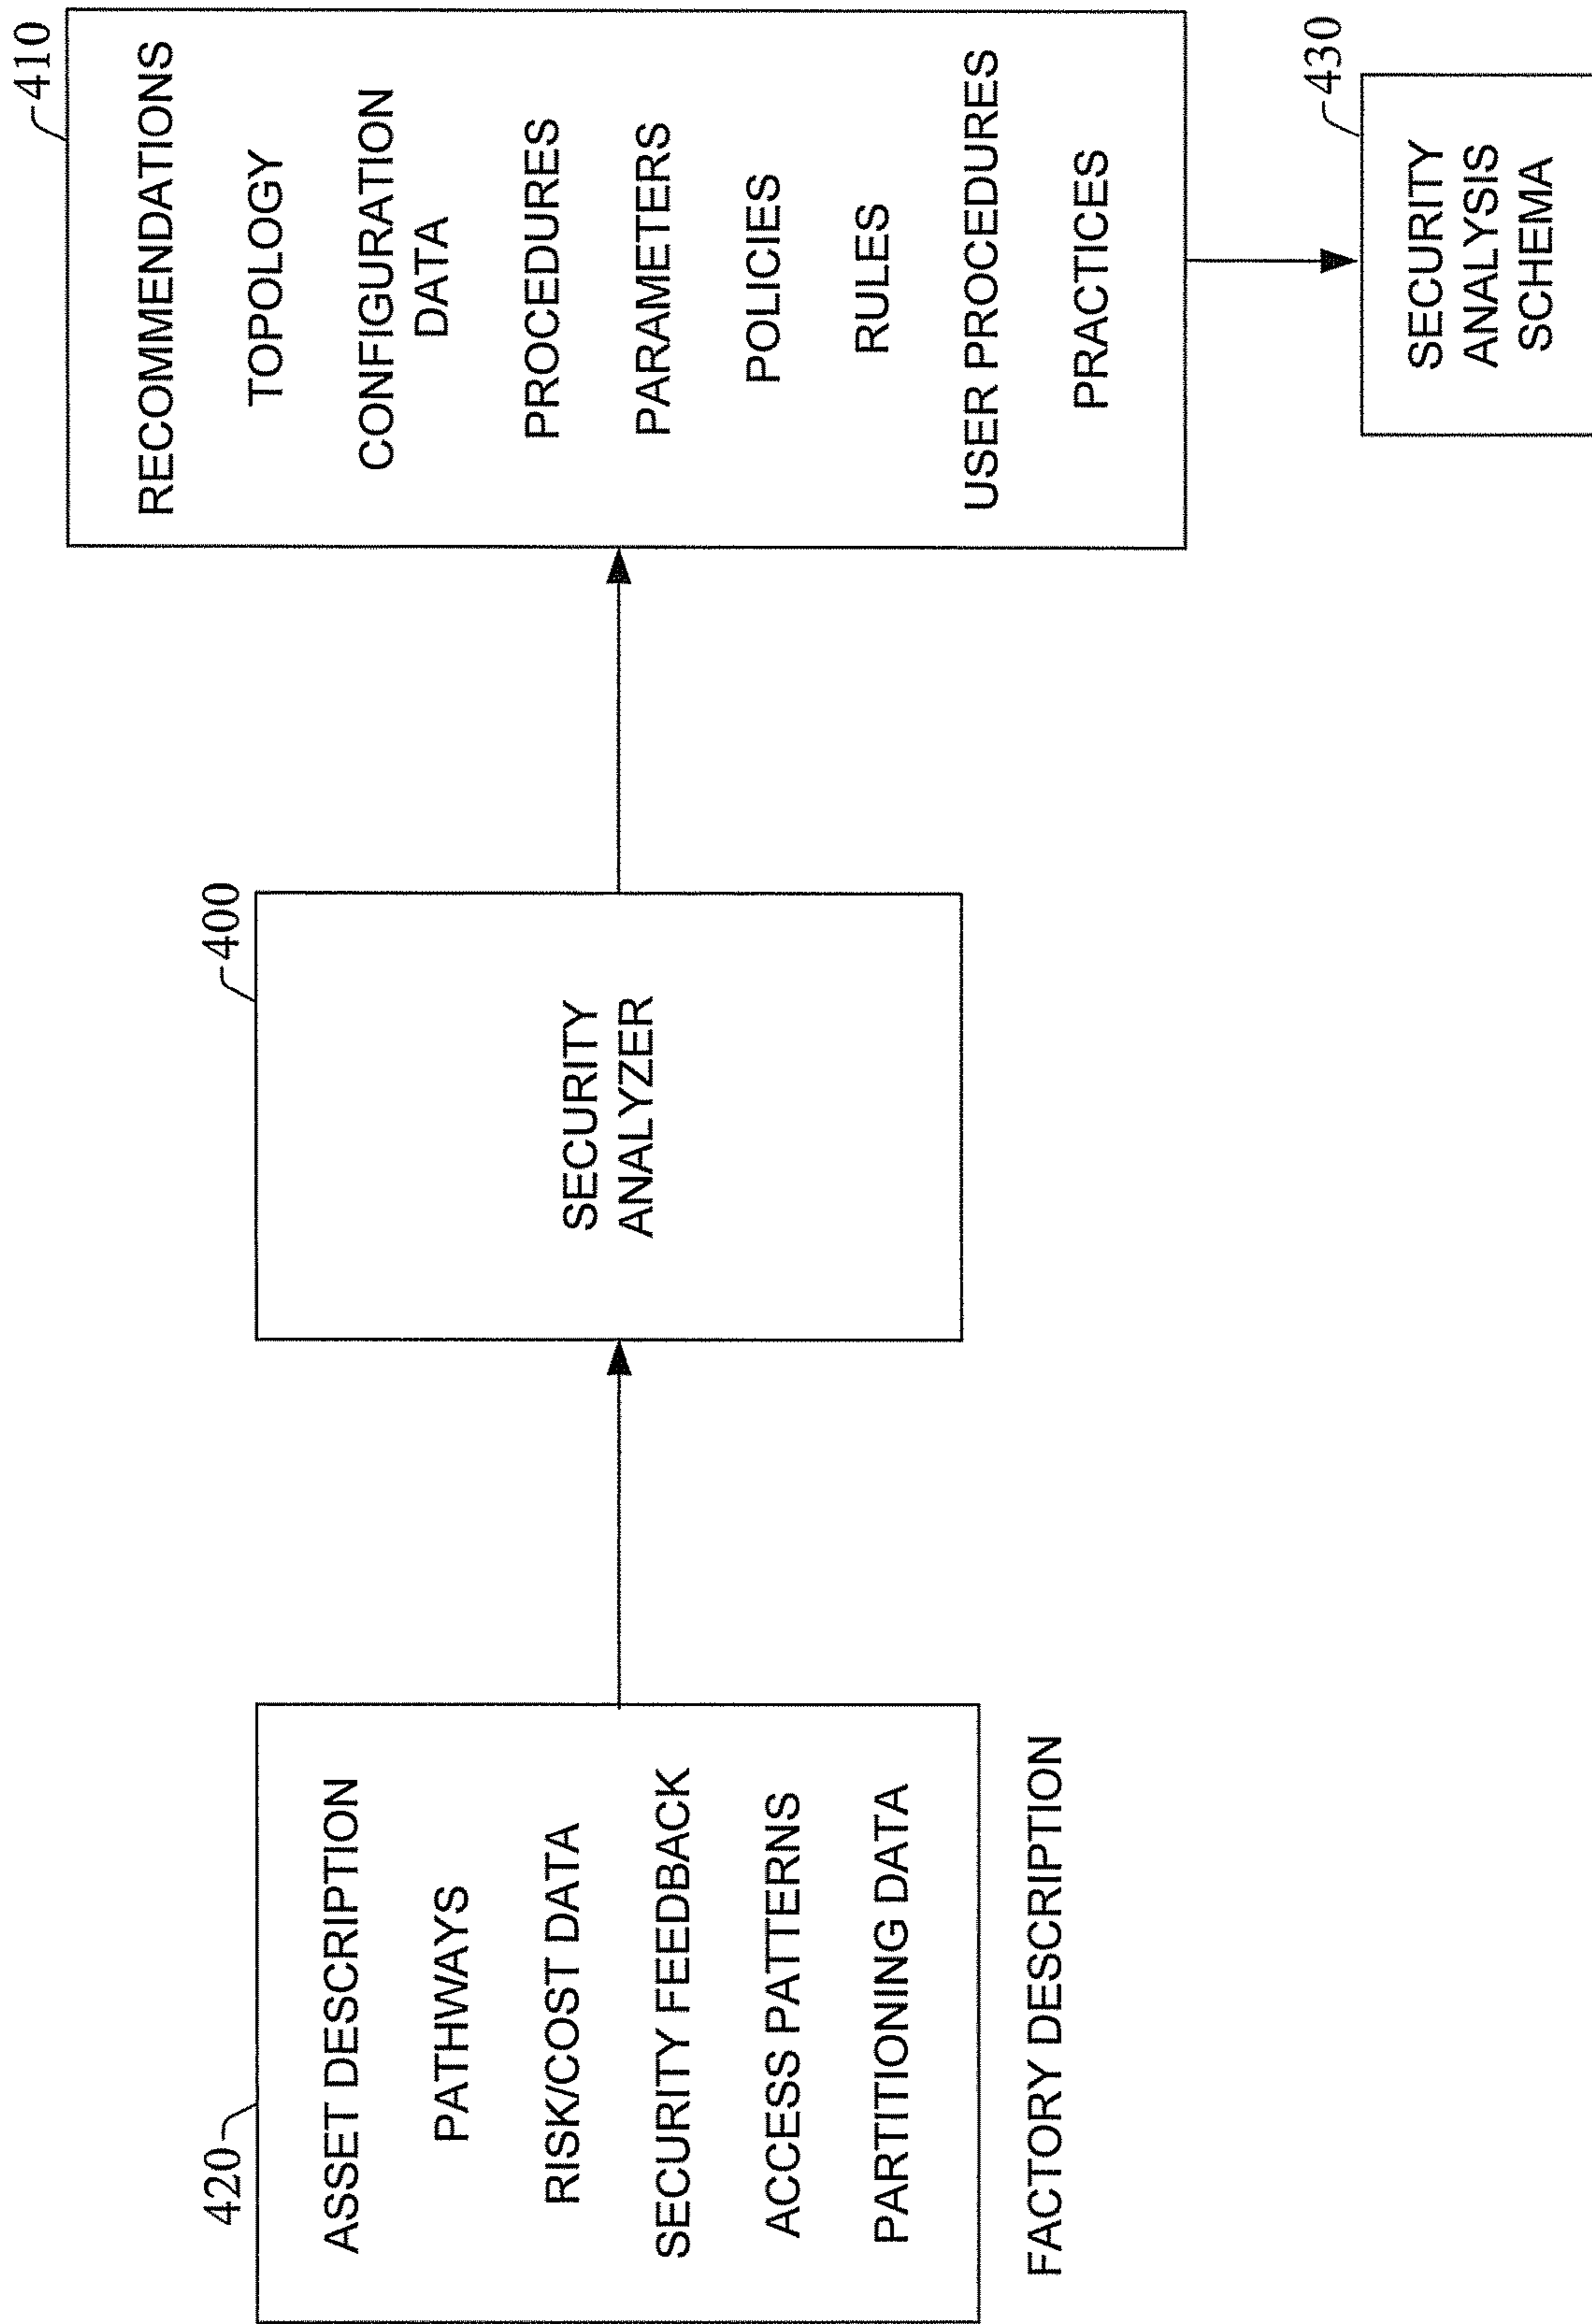 420
ASSET DESCRIPTION
PATHWAYS
RISK/COST DATA
SECURITY FEEDBACK
ACCESS PATTERNS
PARTITIONING DATA
FACTORY DESCRIPTION
400
SECURITY
ANALYZER
410
RECOMMENDATIONS
TOPOLOGY
CONFIGURATION
DATA
PROCEDURES
PARAMETERS
POLICIES
RULES
USER PROCEDURES
PRACTICES
430
SECURITY
ANALYSIS
SCHEMA